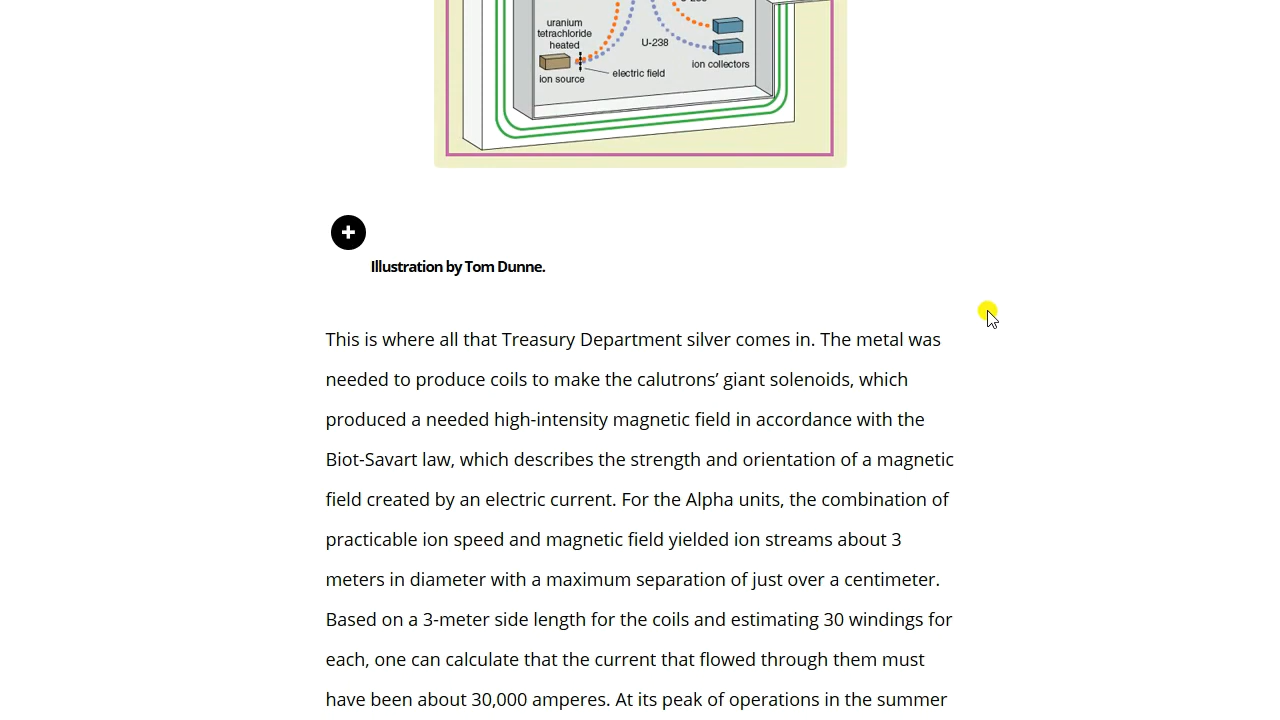 uranium
tetrachloride
heated
U-238
ion collectors
electric field
ion source
Illustration by Tom Dunne.
This is where all that Treasury Department silver comes in. The metal was
needed to produce coils to make the calutrons’ giant solenoids, which
produced a needed high-intensity magnetic field in accordance with the
Biot-Savart law, which describes the strength and orientation of a magnetic
field created by an electric current. For the Alpha units, the combination of
practicable ion speed and magnetic field yielded ion streams about 3
meters in diameter with a maximum separation of just over a centimeter.
Based on a 3-meter side length for the coils and estimating 30 windings for
each, one can calculate that the current that flowed through them must
have been about 30,000 amperes. At its peak of operations in the summer